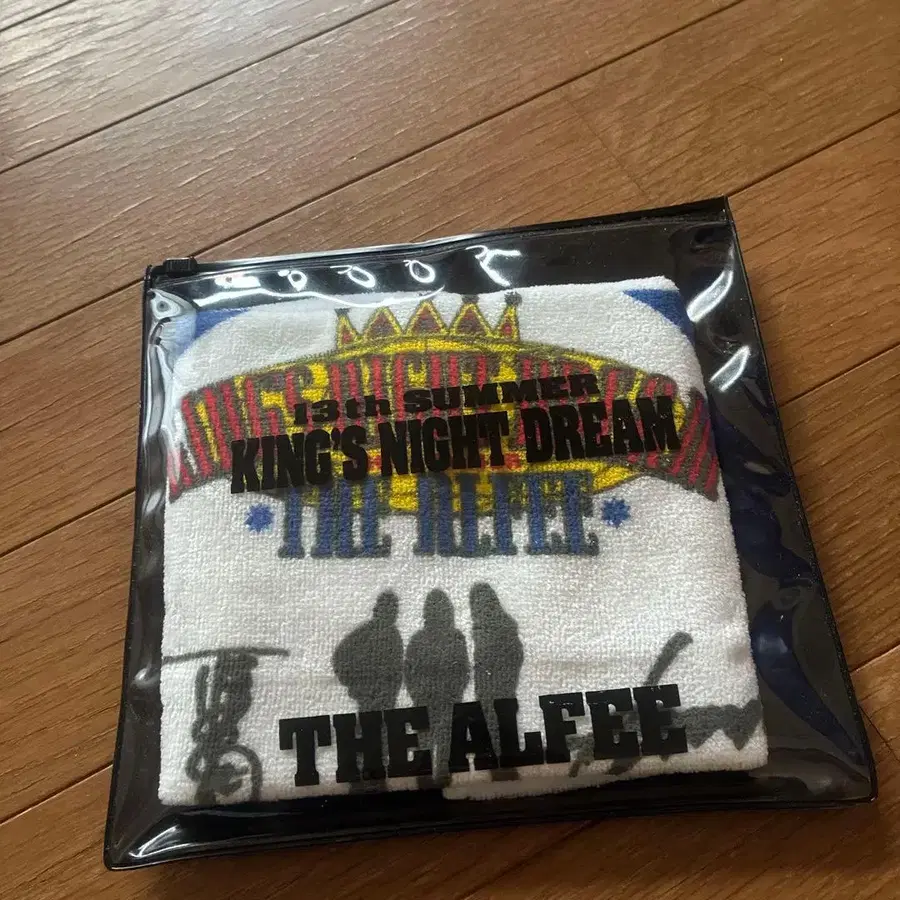 13th SUMMER
KING'S NIGHT DREAM
THE ALFEE
THE ALFEE